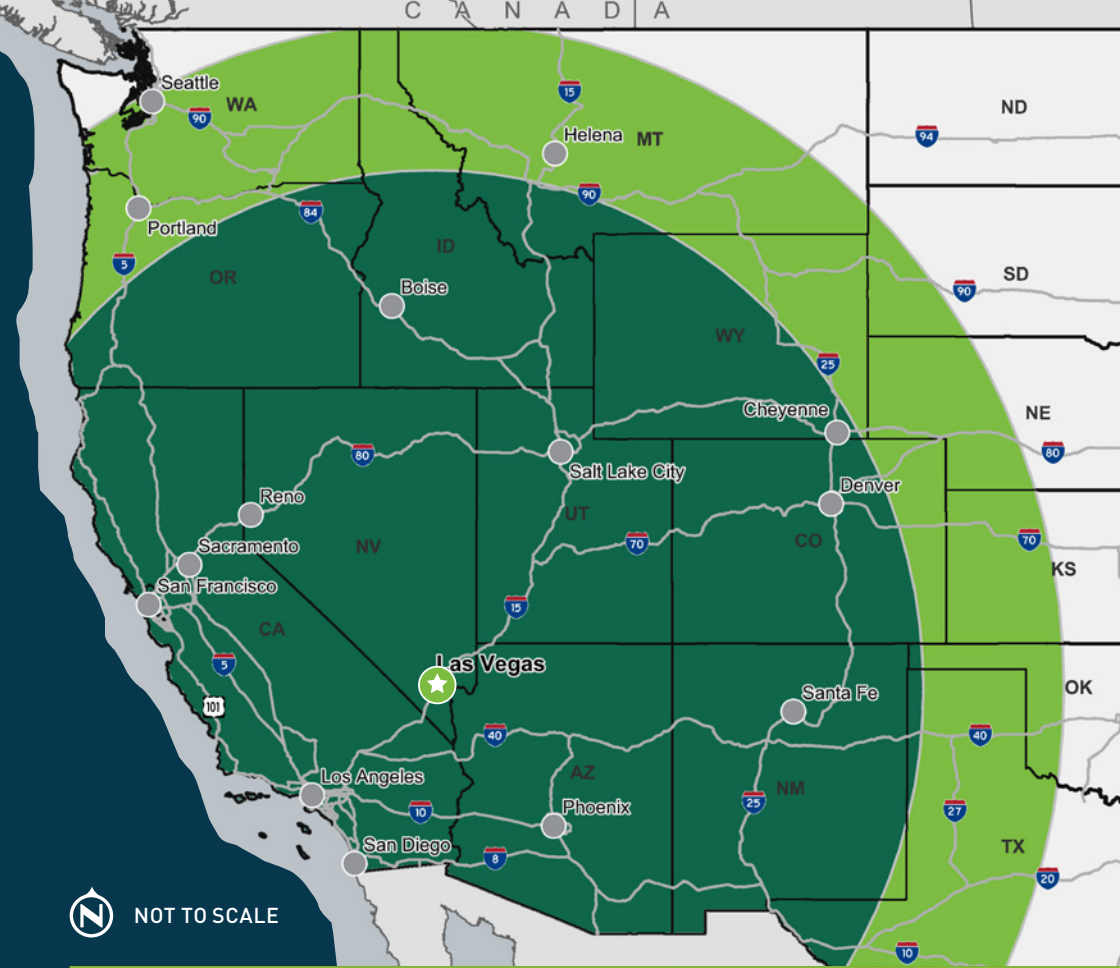 CANADA
Seattle
WA
90
15
ND
94
Helena
MT
90
84
Portland
5
ID
OR
SD
90
Boise
WY
25
Cheyenne
NE
80
80
Salt Lake City
Denver
Reno
UT
70
CO
70
NV
Sacramento
KS
San Francisco
15
CA
5
Las Vegas
OK
101
Santa Fe
40
40
AZ
Los Angeles
NM
10
Phoenix
25
27
San Diego
8
TX
20
N
NOT TO SCALE
10